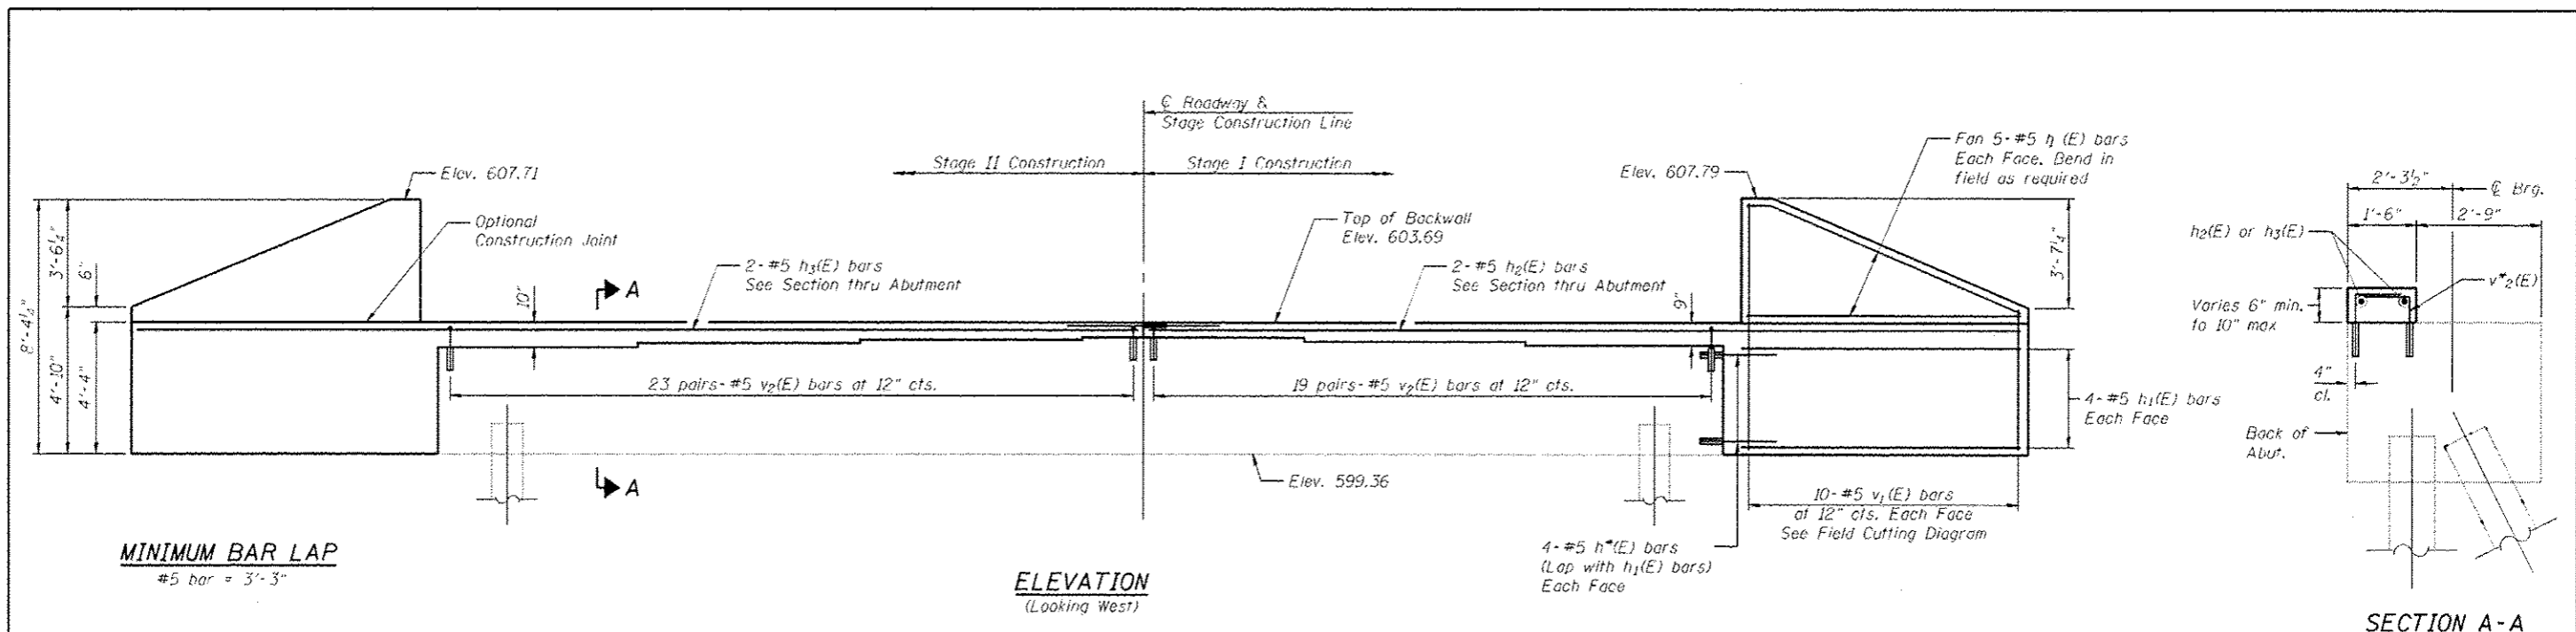 ℄ Roadway &
Stage Construction Line
Stage II Construction
Stage I Construction
Elev. 607.71
Optional
Construction Joint
2-#5 h3(E) bars
See Section thru Abutment
A
10"
Top of Backwall
Elev. 603.69
2-#5 h2(E) bars
See Section thru Abutment
9"
Elev. 607.79
Fan 5-#5 h (E) bars
Each Face. Bend in
field as required
3'-7¼"
8'-4¼"
3'-6¼"
6"
4'-10"
4'-4"
23 pairs-#5 v2(E) bars at 12" cts.
19 pairs-#5 v2(E) bars at 12" cts.
A
Elev. 599.36
4-#5 h1(E) bars
Each Face
10-#5 v1(E) bars
at 12" cts. Each Face
See Field Cutting Diagram
4-#5 h*(E) bars
(Lap with h1(E) bars)
Each Face
MINIMUM BAR LAP
#5 bar = 3'-3"
ELEVATION
(Looking West)
2'-3½"
℄ Brg.
1'-6"
2'-9"
h2(E) or h3(E)
v*2(E)
Varies 6" min.
to 10" max
4"
cl.
Back of
Abut.
SECTION A-A